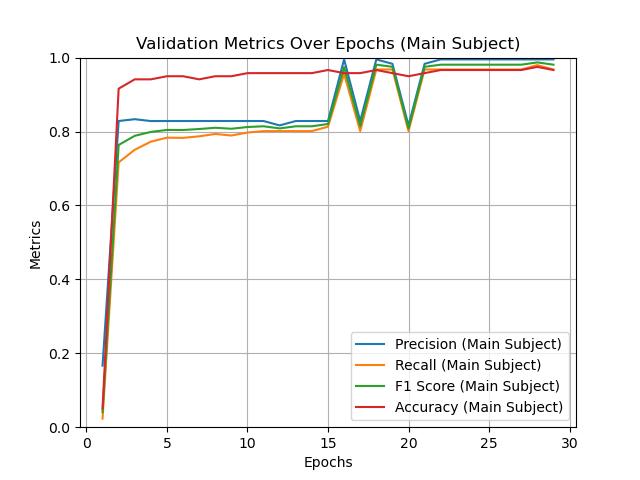 Validation Metrics Over Epochs (Main Subject)
1.0
0.8
0.6
0.4
0.2
0.0
Metrics
Precision (Main Subject)
Recall (Main Subject)
F1 Score (Main Subject)
Accuracy (Main Subject)
0 5 10 15 20 25 30
Epochs